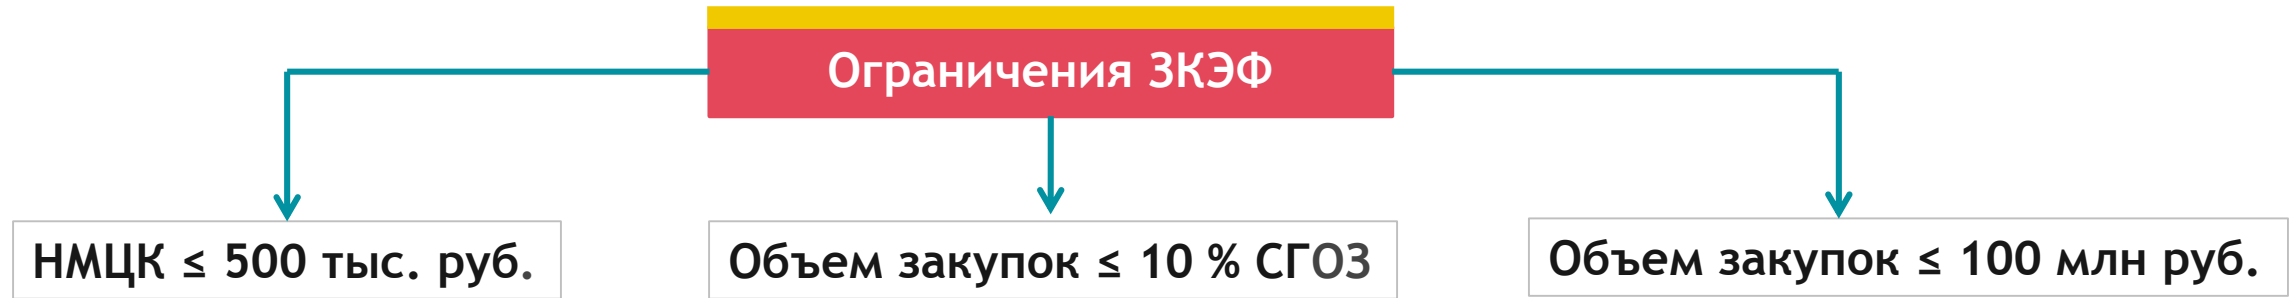 Ограничения ЗКЭФ
НМЦК ≤ 500 тыс. руб.
Объем закупок ≤ 10 % СГОЗ
Объем закупок ≤ 100 млн руб.